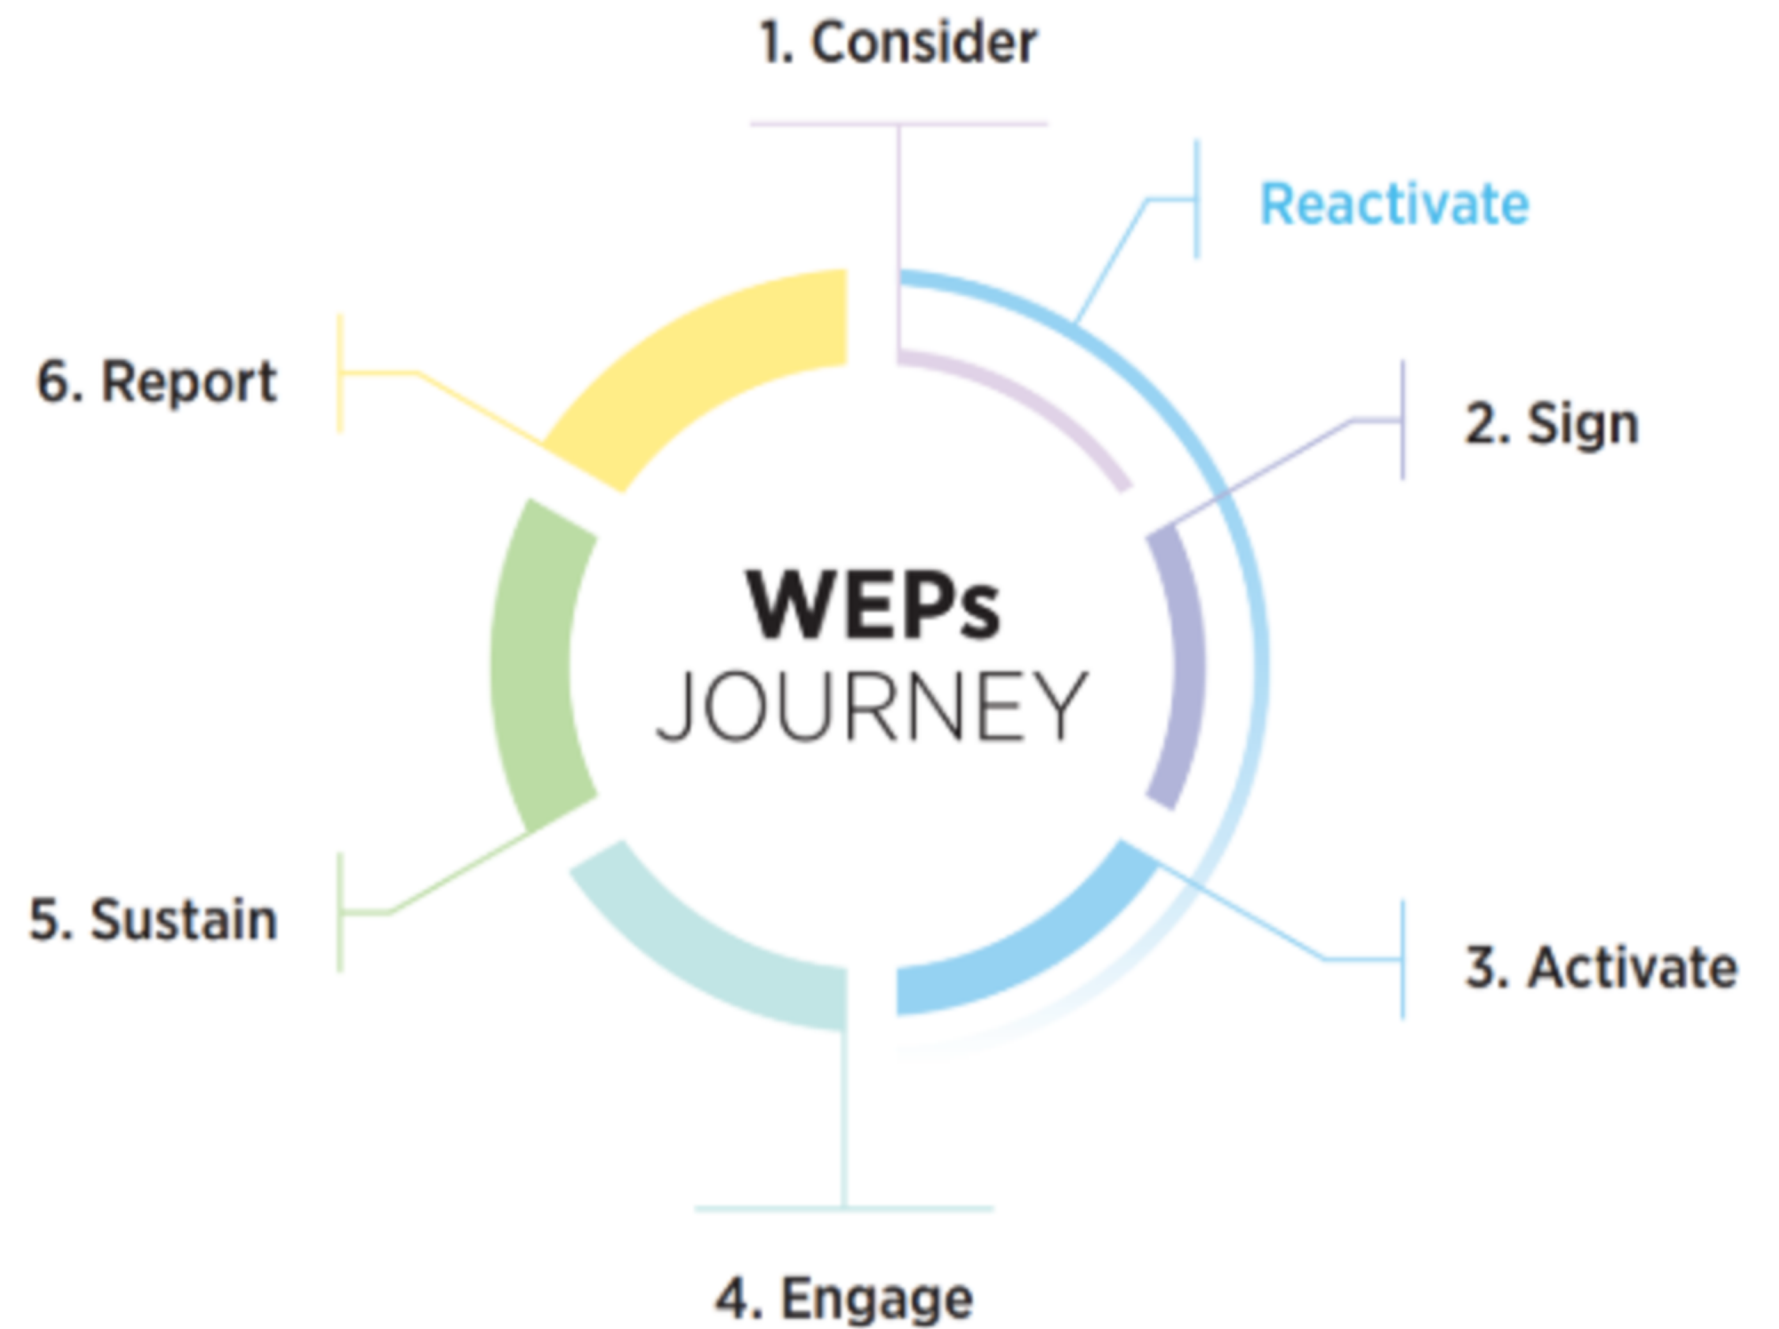 1. Consider
Reactivate
2. Sign
3. Activate
4. Engage
5. Sustain
6. Report
WEPs
JOURNEY